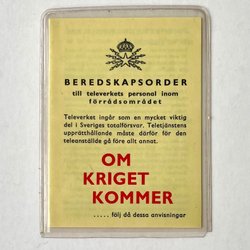 BEREDSKAPSORDER
till televerkets personal inom
förrådsområdet
Televerket ingår som en mycket viktig
del i Sveriges totalförsvar. Teletjänstens
upprätthållande måste därför för den
teleanställde gå före allt annat.
OM
KRIGET
KOMMER
..... följ då dessa anvisningar